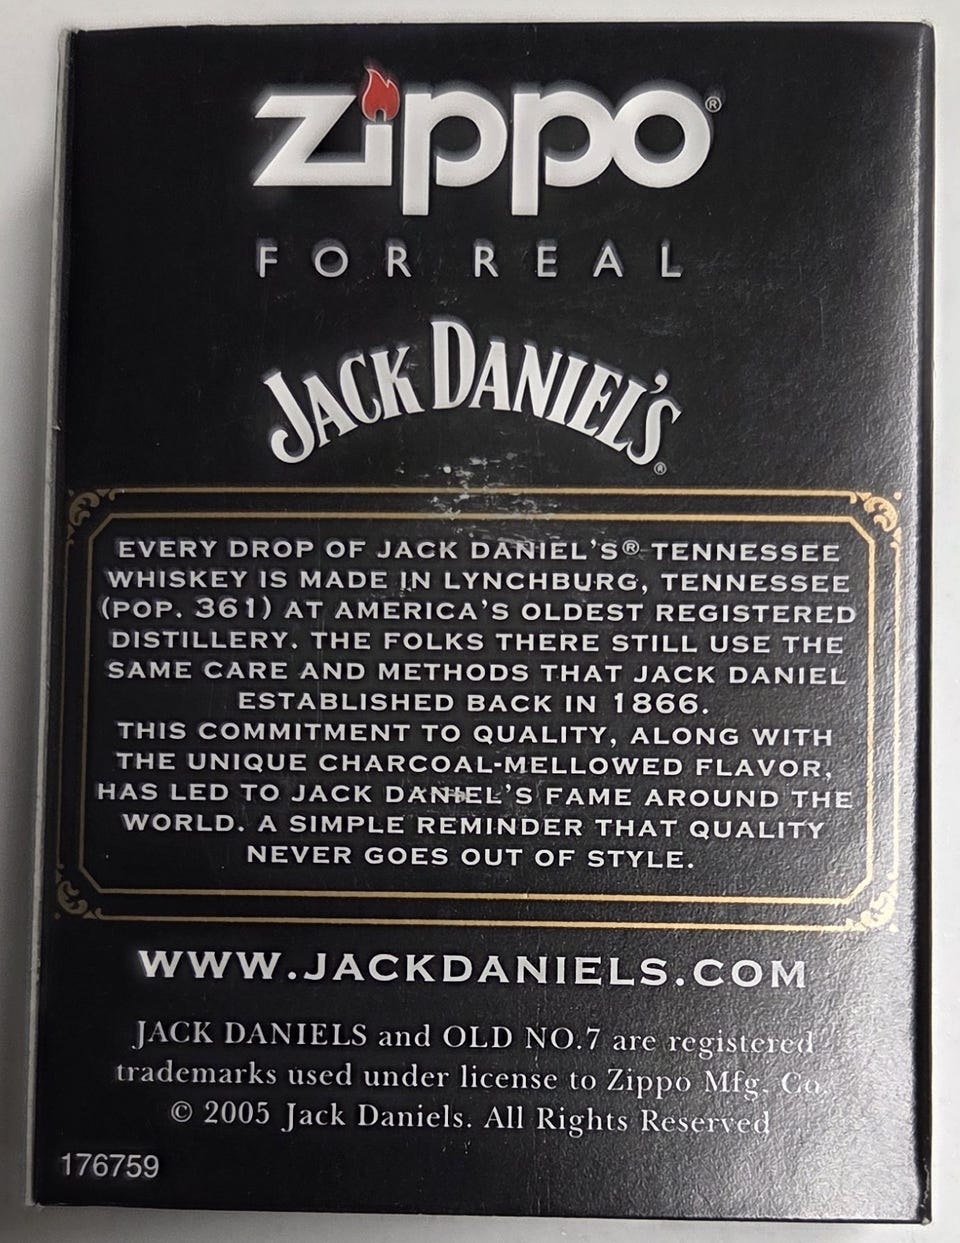 Zippo®
FOR REAL
JACK DANIEL'S®
EVERY DROP OF JACK DANIEL'S® TENNESSEE
WHISKEY IS MADE IN LYNCHBURG, TENNESSEE
(POP. 361) AT AMERICA'S OLDEST REGISTERED
DISTILLERY. THE FOLKS THERE STILL USE THE
SAME CARE AND METHODS THAT JACK DANIEL
ESTABLISHED BACK IN 1866.
THIS COMMITMENT TO QUALITY, ALONG WITH
THE UNIQUE CHARCOAL-MELLOWED FLAVOR,
HAS LED TO JACK DANIEL'S FAME AROUND THE
WORLD. A SIMPLE REMINDER THAT QUALITY
NEVER GOES OUT OF STYLE.
WWW.JACKDANIELS.COM
JACK DANIELS and OLD NO.7 are registered
trademarks used under license to Zippo Mfg. Co.
© 2005 Jack Daniels. All Rights Reserved
176759